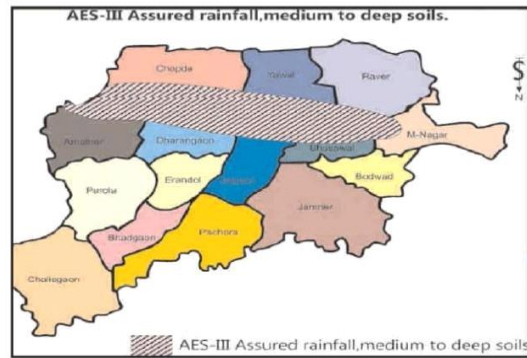 AES-III Assured rainfall,medium to deep soils.
Chopda
Yawal
Raver
Amalner
Dharangaon
Bhusawal
M-Nagar
Parola
Erandol
Jalgaon
Bodwad
Jamner
Bhadgaon
Pachora
Chalisgaon
S
N
AES-III Assured rainfall,medium to deep soils